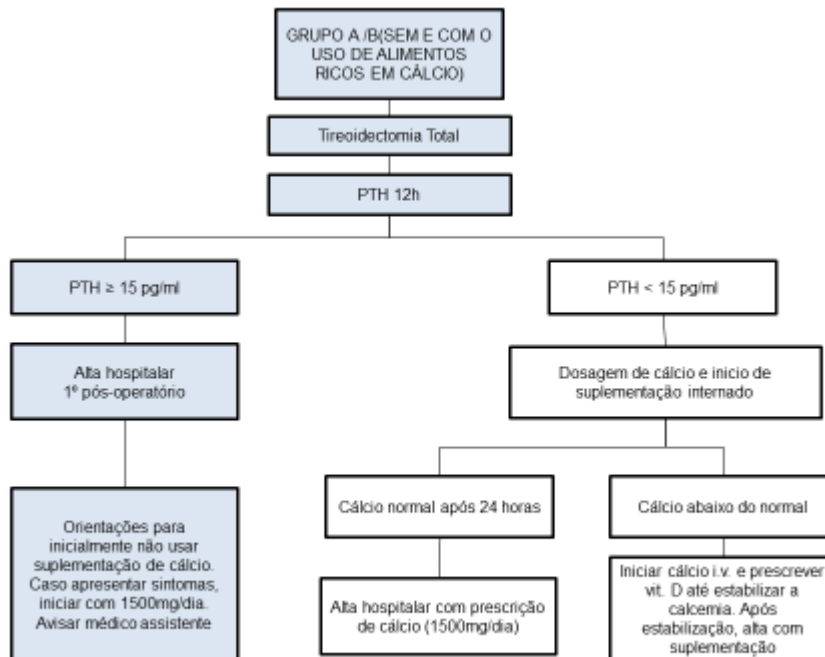 GRUPO A /B(SEM E COM O
USO DE ALIMENTOS
RICOS EM CÂLCIO)
Tireoidectomia Total
PTH 12h
PTH ≥ 15 pg/ml
PTH < 15 pg/ml
Alta hospitalar
1º pós-operatório
Dosagem de cálcio e inicio de
suplementação internado
Orientações para
inicialmente não usar
suplementação de cálcio.
Caso apresentar sintomas,
iniciar com 1500mg/dia.
Avisar médico assistente
Cálcio normal após 24 horas
Cálcio abaixo do normal
Alta hospitalar com prescrição
de cálcio (1500mg/dia)
Iniciar cálcio i.v. e prescrever
vit. D até estabilizar a
calcemia. Após
estabilização, alta com
suplementação